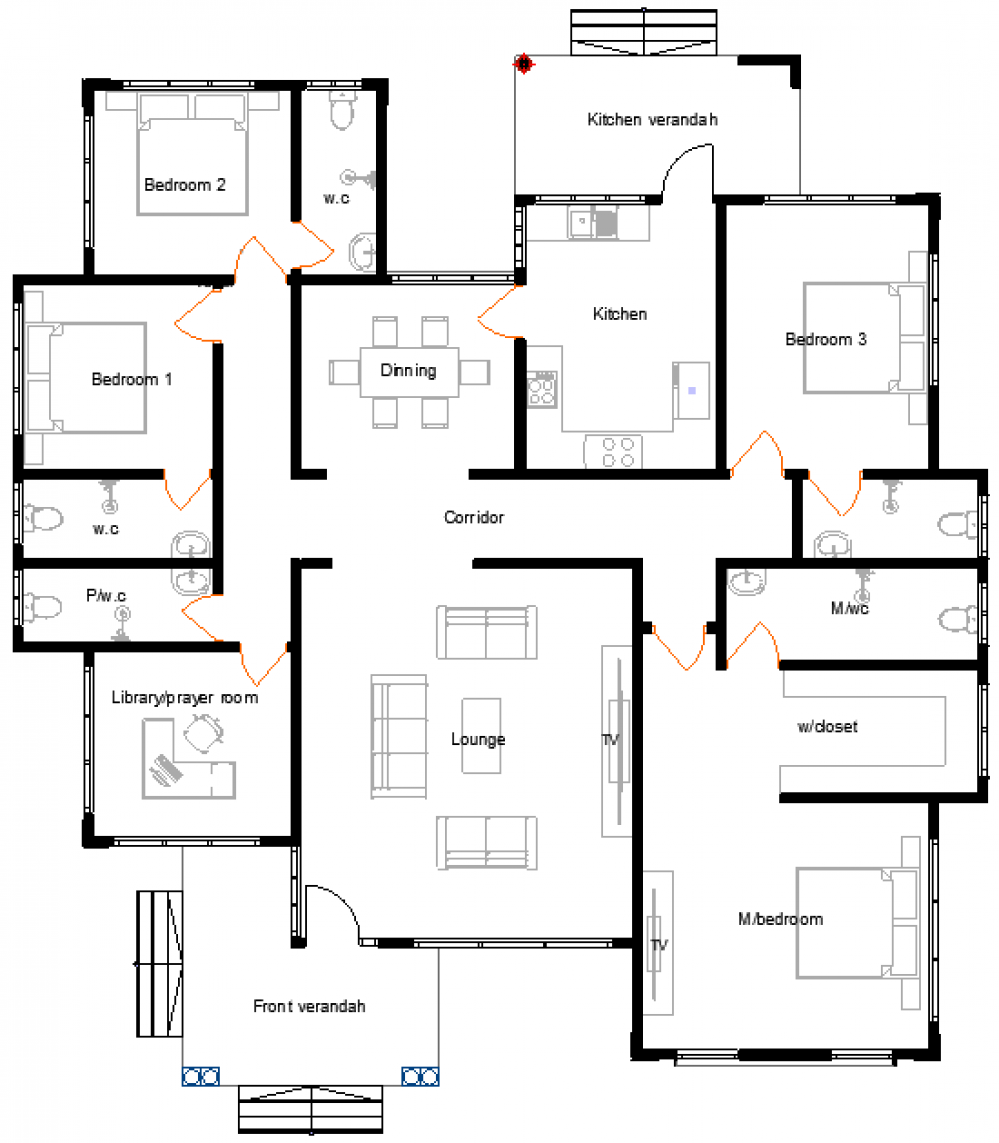 Kitchen verandah
Bedroom 2
w.c
Kitchen
Bedroom 3
Dinning
Bedroom 1
Corridor
w.c
P/w.c
M/wc
Library/prayer room
w/closet
Lounge
TV
M/bedroom
TV
Front verandah